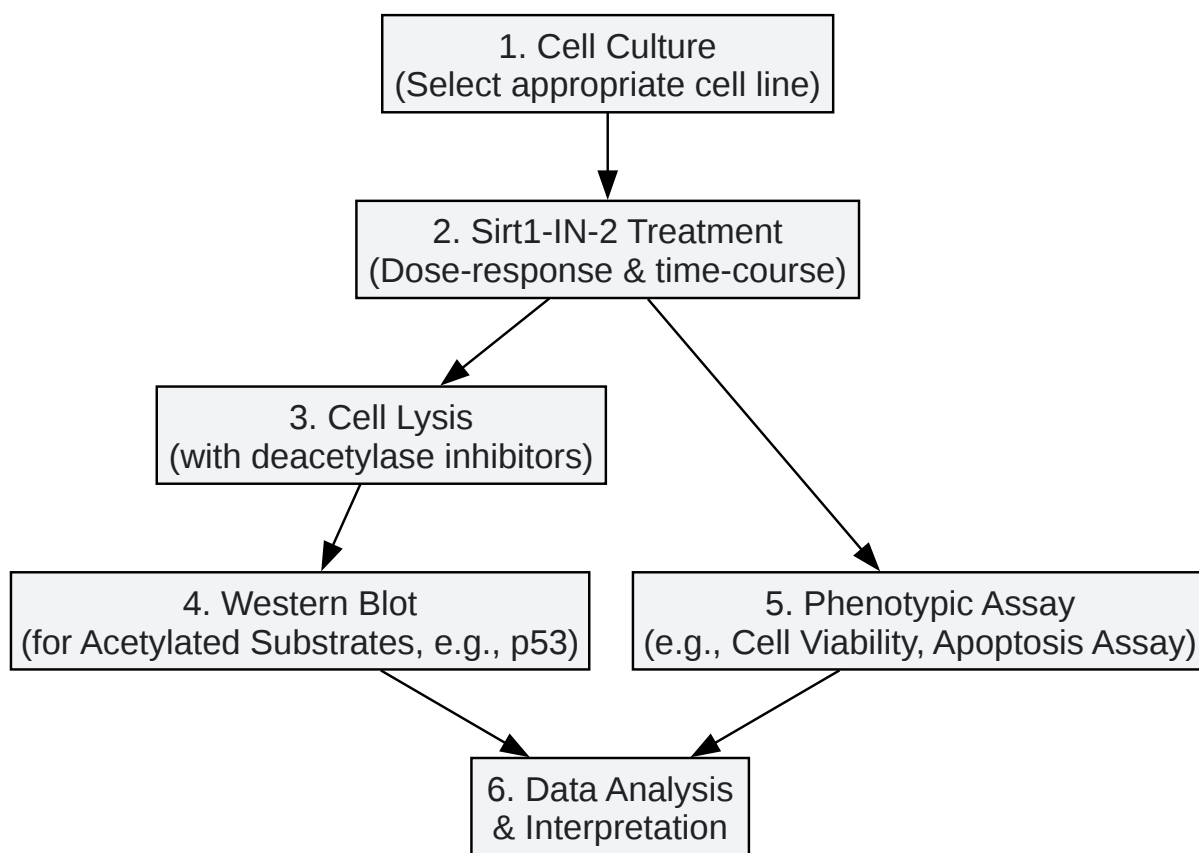 1. Cell Culture
(Select appropriate cell line)
2. Sirt1-IN-2 Treatment
(Dose-response & time-course)
3. Cell Lysis
(with deacetylase inhibitors)
4. Western Blot
(for Acetylated Substrates, e.g., p53)
5. Phenotypic Assay
(e.g., Cell Viability, Apoptosis Assay)
6. Data Analysis
& Interpretation